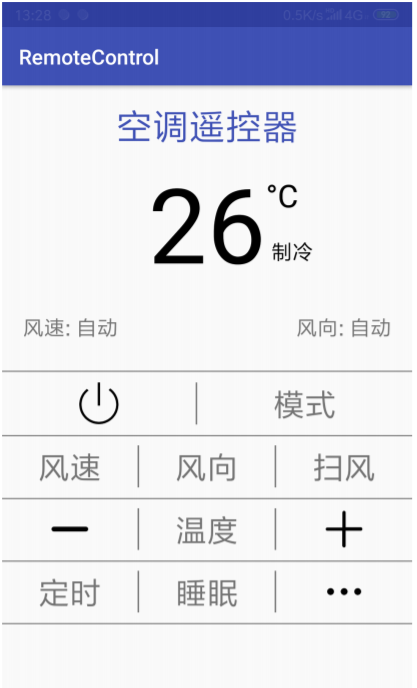 13:28 0.5K/s 4G 93
RemoteControl
空调遥控器
26 °C
制冷
风速: 自动 风向: 自动
模式
风速 风向 扫风
温度
定时 睡眠